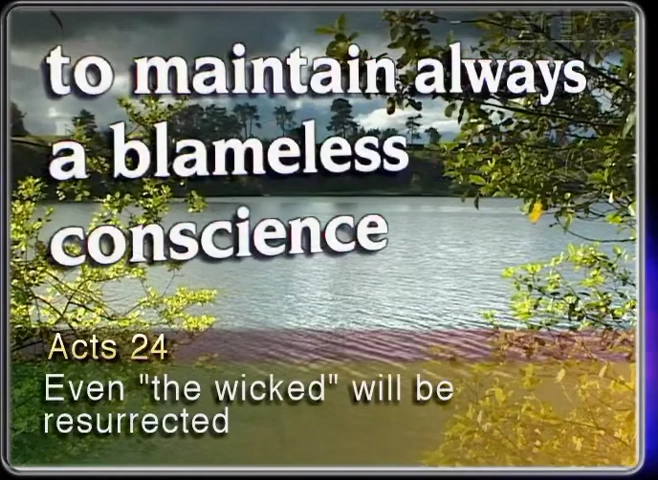 to maintain always
a blameless
conscience
Acts 24
Even "the wicked" will be
resurrected